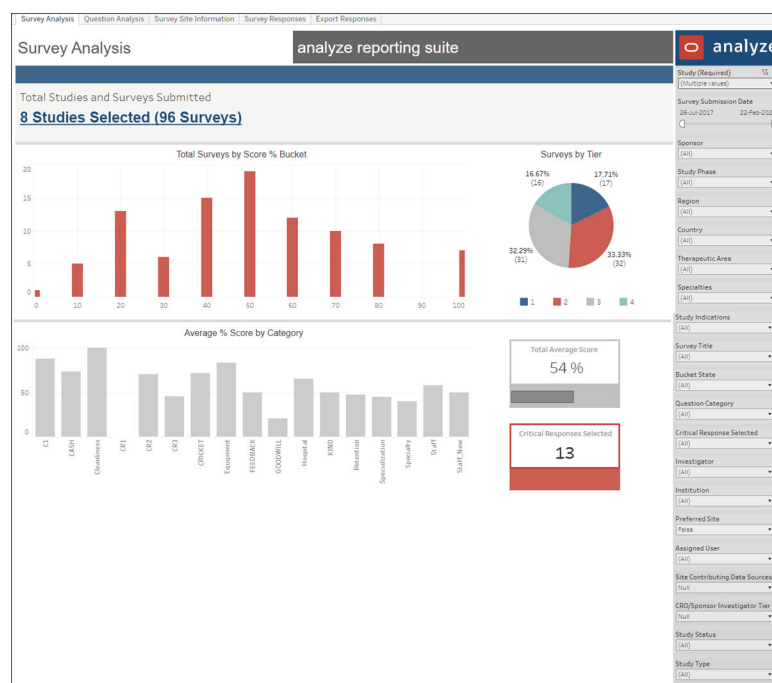 Survey Analysis Question Analysis Survey Site Information Survey Responses Export Responses
Survey Analysis
analyze reporting suite
Total Studies and Surveys Submitted
8 Studies Selected (96 Surveys)
Total Surveys by Score % Bucket
20
15
10
5
0
0 10 20 30 40 50 60 70 80 90 100
Surveys by Tier
16.67%
(16)
17.71%
(17)
32.29%
(31)
33.33%
(32)
1 2 3 4
Average % Score by Category
100
50
0
C1
CASH
Cleanliness
CR1
CR2
CR3
CRICKET
Equipment
FEEDBACK
GOODWILL
Hospital
KIND
Retention
Specialization
Specialty
Staff
Staff_New
Total Average Score
54 %
Critical Responses Selected
13
analyze
Study (Required)
(Multiple values)
Survey Submission Date
26-Jul-2017 22-Feb-202
Sponsor
(All)
Study Phase
(All)
Region
(All)
Country
(All)
Therapeutic Area
(All)
Specialties
(All)
Study Indications
(All)
Survey Title
(All)
Bucket State
(All)
Question Category
(All)
Critical Response Selected
(All)
Investigator
(All)
Institution
(All)
Preferred Site
False
Assigned User
(All)
Site Contributing Data Sources
Null
CRO/Sponsor Investigator Tier
Null
Study Status
(All)
Study Type
(All)